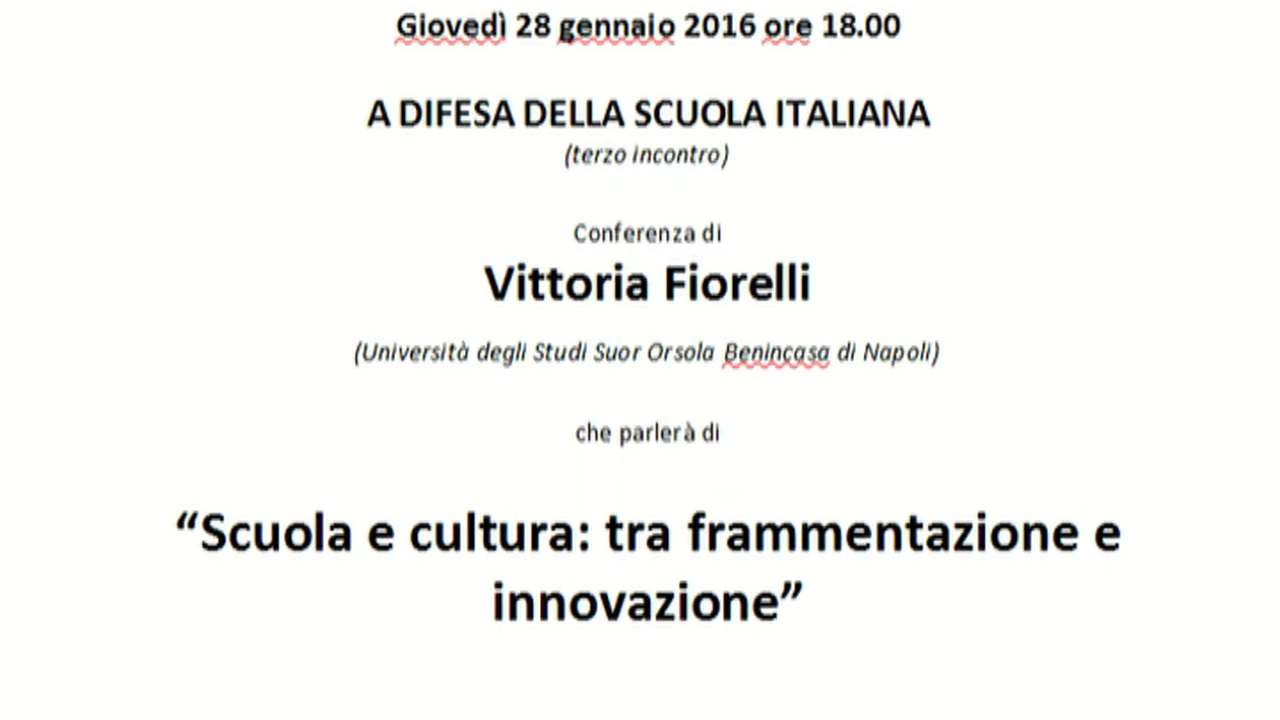 Giovedì 28 gennaio 2016 ore 18.00
A DIFESA DELLA SCUOLA ITALIANA
(terzo incontro)
Conferenza di
Vittoria Fiorelli
(Università degli Studi Suor Orsola Benincasa di Napoli)
che parlerà di
“Scuola e cultura: tra frammentazione e
innovazione”